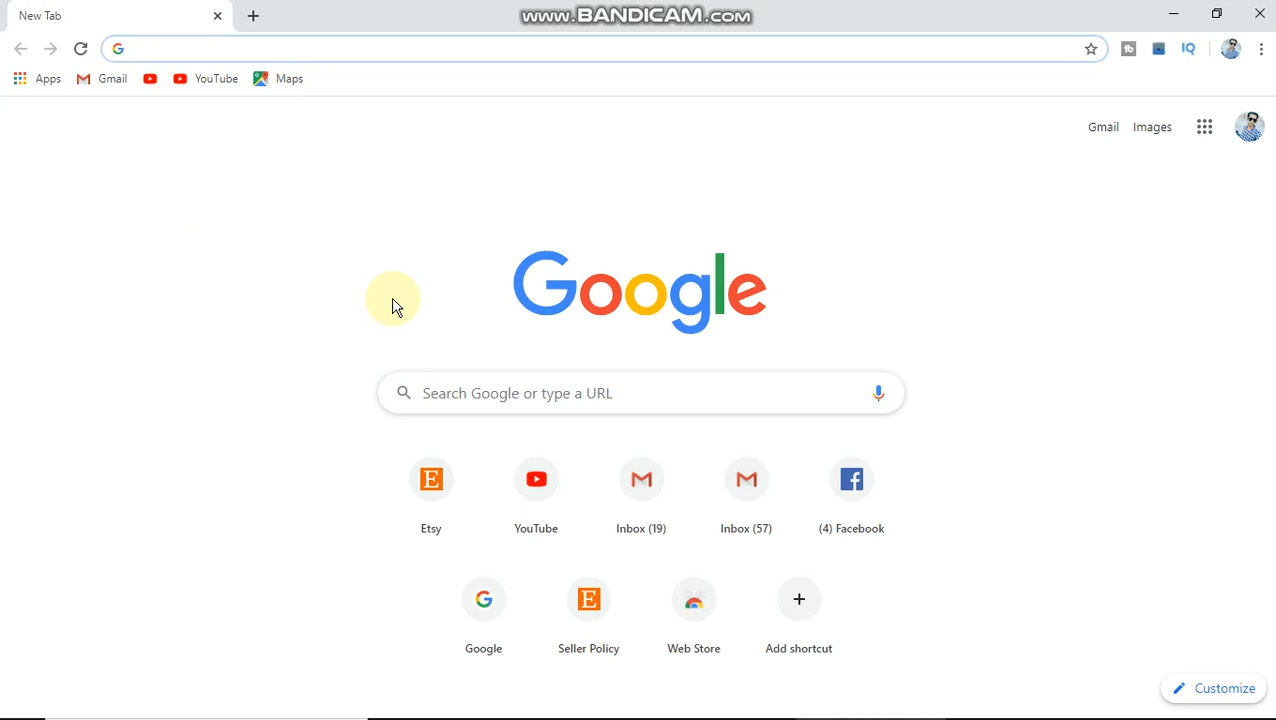 New Tab
www.BANDICAM.com
Apps
Gmail
YouTube
Maps
IQ
Gmail
Images
Google
Search Google or type a URL
Etsy
YouTube
Inbox (19)
Inbox (57)
(4) Facebook
Google
Seller Policy
Web Store
Add shortcut
Customize